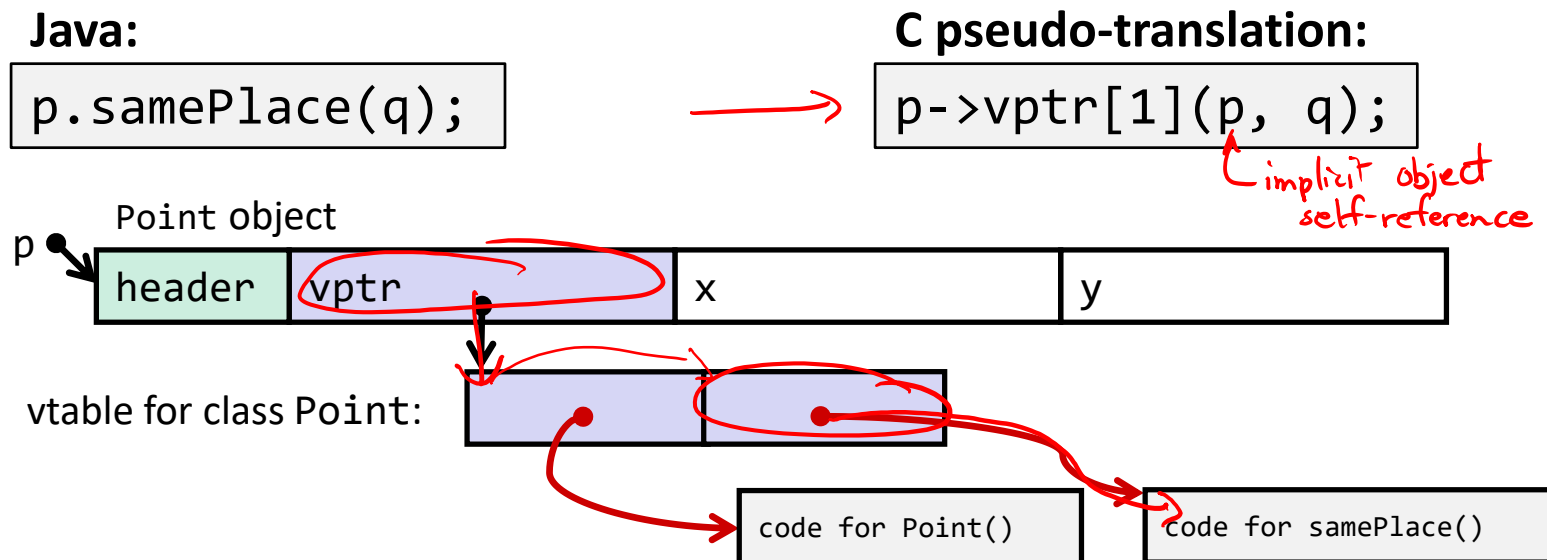 Java:
C pseudo-translation:
p.samePlace(q);
p->vptr[1](p, q);
implicit object
self-reference
Point object
p
header vptr x y
vtable for class Point:
code for Point()
code for samePlace()